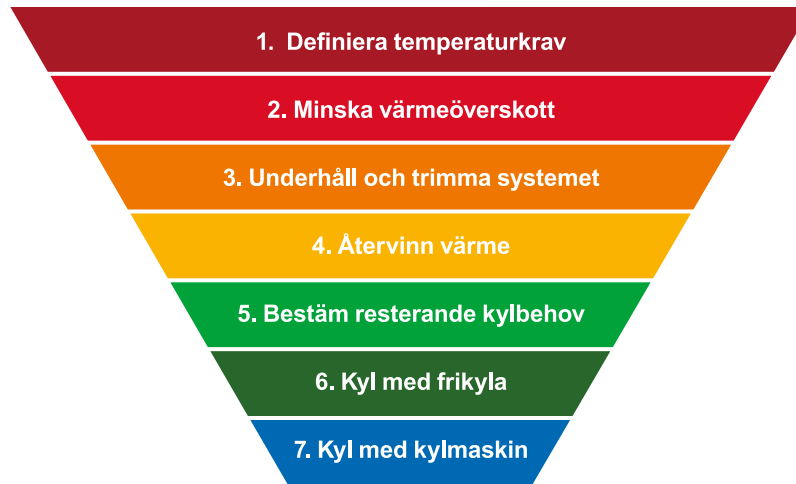 1. Definiera temperaturkrav
2. Minska värmeöverskott
3. Underhåll och trimma systemet
4. Återvinn värme
5. Bestäm resterande kylbehov
6. Kyl med frikyla
7. Kyl med kylmaskin